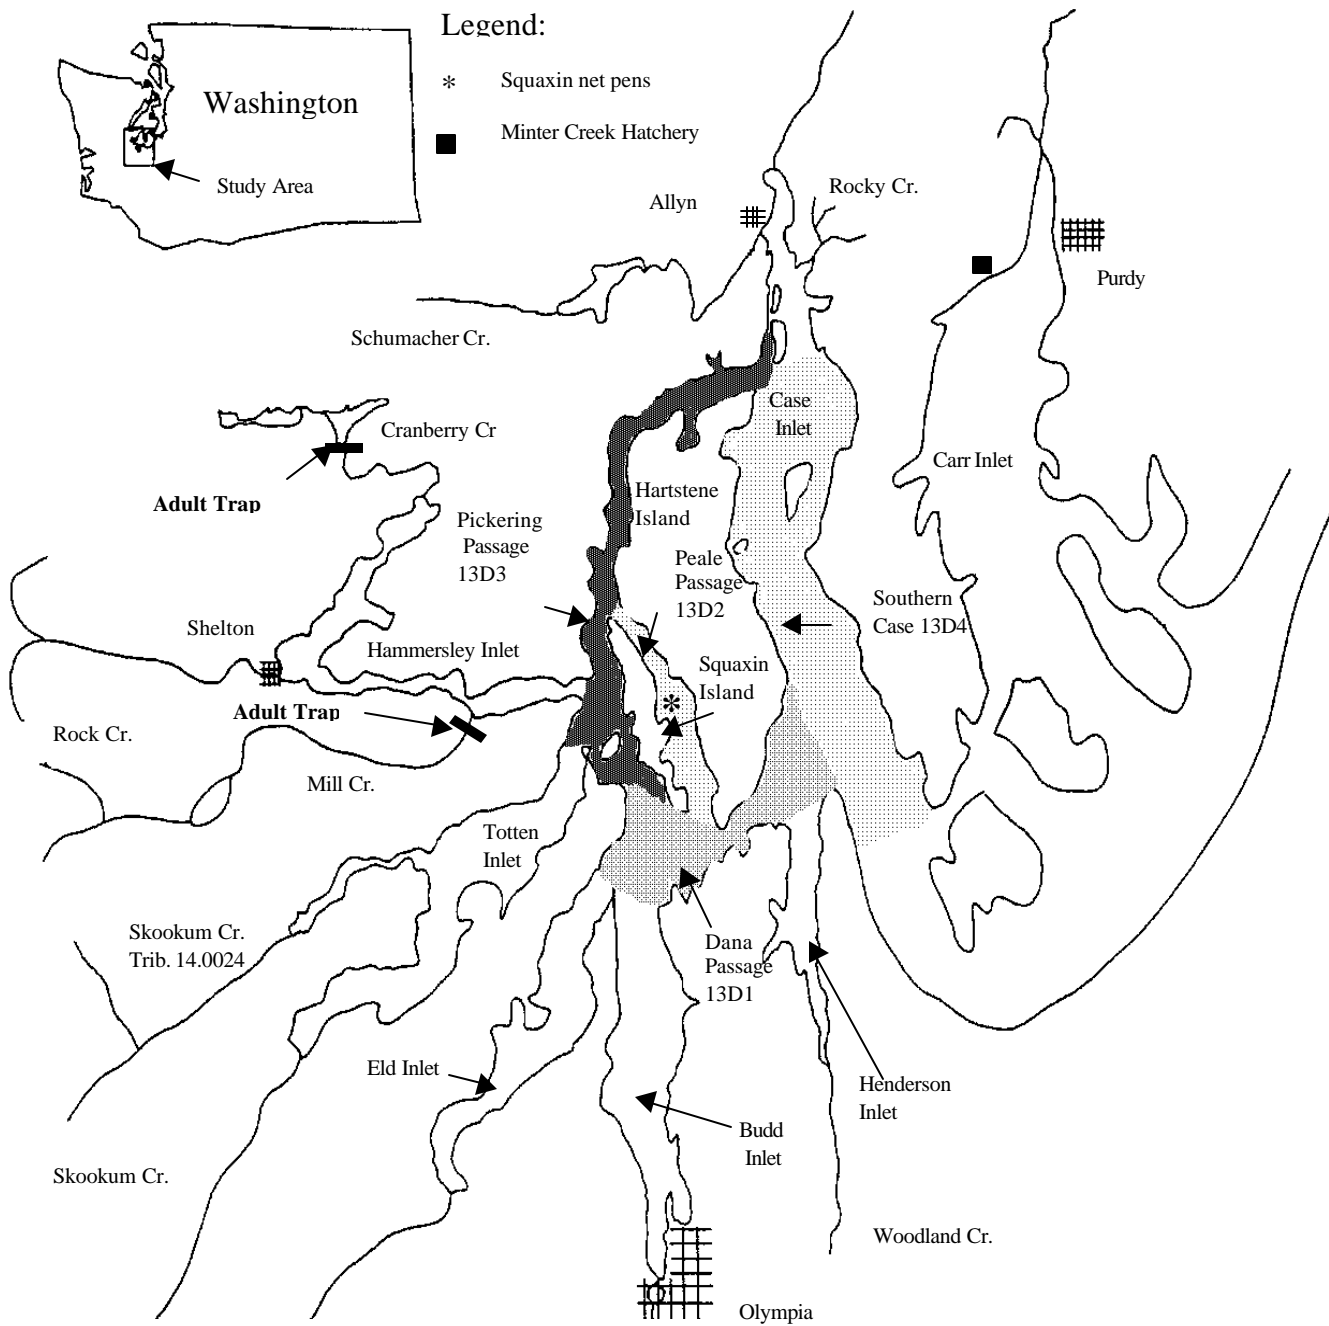 Legend:
* Squaxin net pens
Minter Creek Hatchery
Washington
Study Area
Allyn
Rocky Cr.
Purdy
Schumacher Cr.
Case
Inlet
Cranberry Cr
Adult Trap
Carr Inlet
Hartstene
Island
Pickering
Passage
13D3
Peale
Passage
13D2
Southern
Case 13D4
Shelton
Hammersley Inlet
Squaxin
Island
*
Adult Trap
Rock Cr.
Mill Cr.
Totten
Inlet
Skookum Cr.
Trib. 14.0024
Dana
Passage
13D1
Eld Inlet
Henderson
Inlet
Budd
Inlet
Skookum Cr.
Woodland Cr.
Olympia